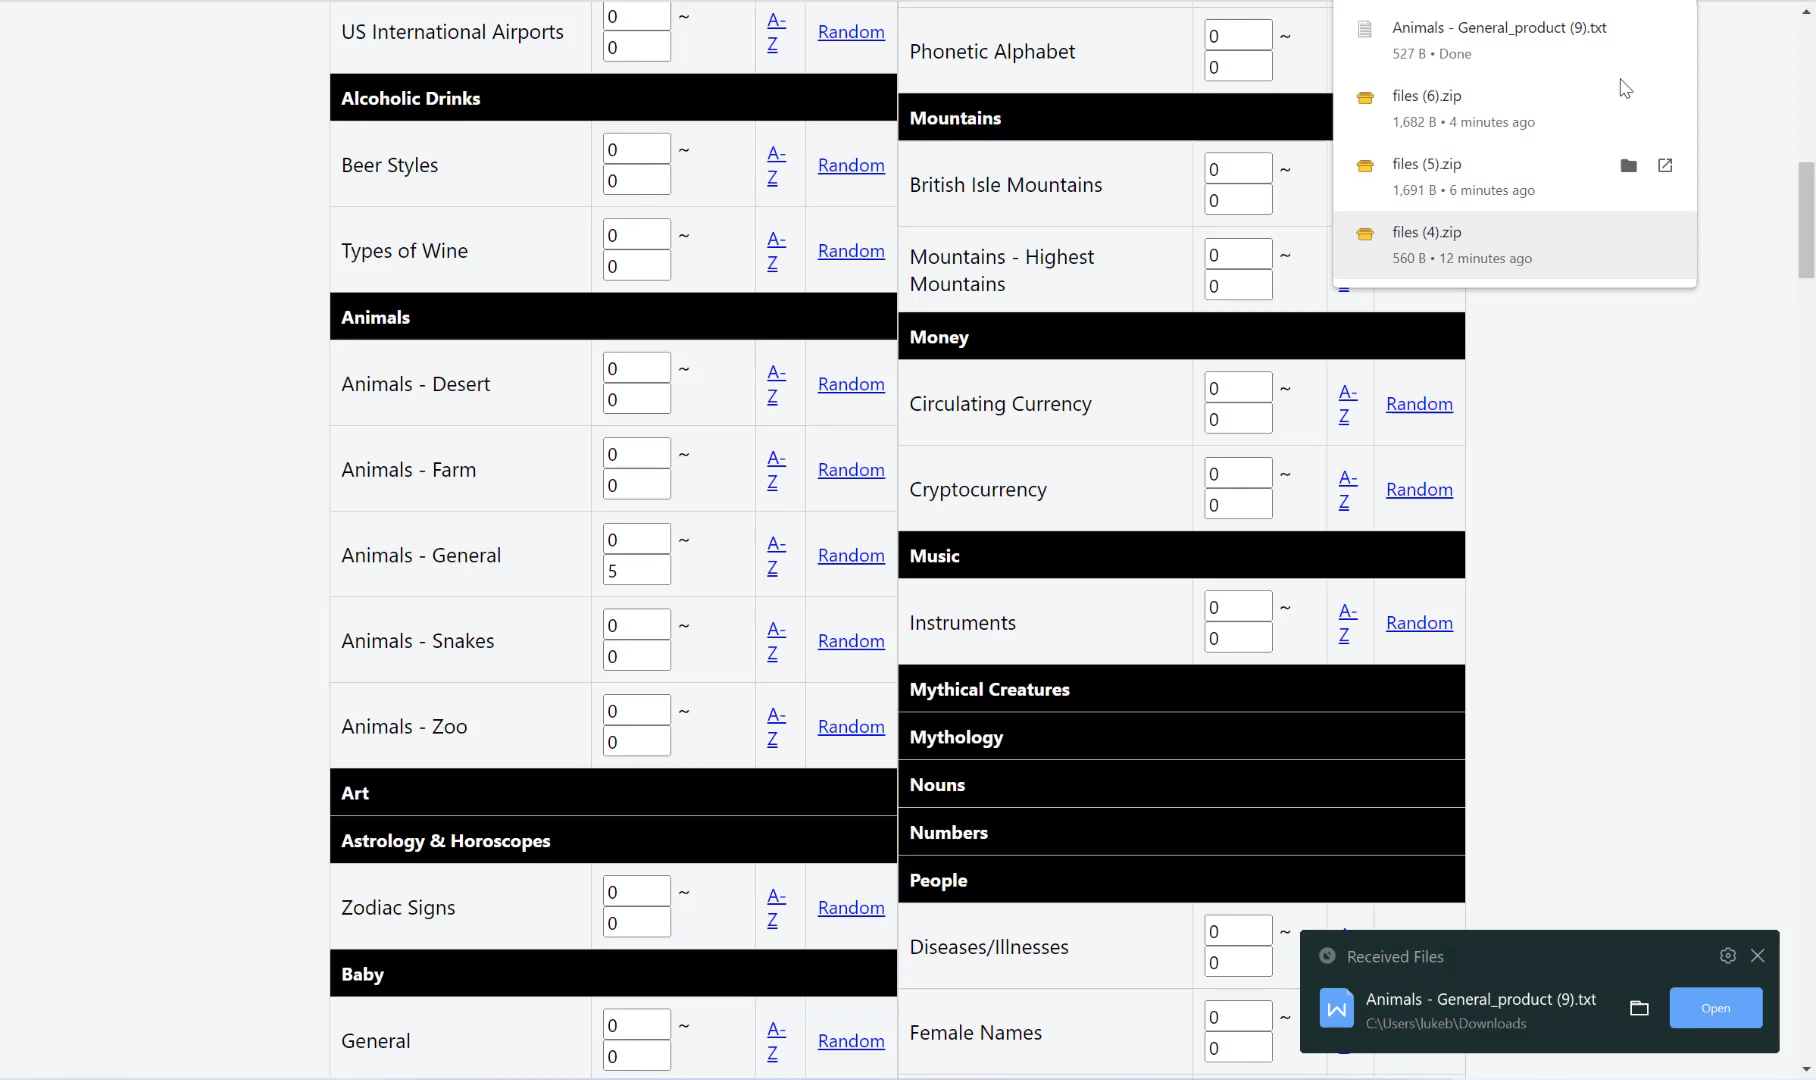 US International Airports 0 ~ A- Random
0 Z
Alcoholic Drinks
Beer Styles 0 ~ A- Random
0 Z
Types of Wine 0 ~ A- Random
0 Z
Animals
Animals - Desert 0 ~ A- Random
0 Z
Animals - Farm 0 ~ A- Random
0 Z
Animals - General 0 ~ A- Random
5 Z
Animals - Snakes 0 ~ A- Random
0 Z
Animals - Zoo 0 ~ A- Random
0 Z
Art
Astrology & Horoscopes
Zodiac Signs 0 ~ A- Random
0 Z
Baby
General 0 ~ A- Random
0 Z
Phonetic Alphabet 0 ~
0
Mountains
British Isle Mountains 0 ~
0
Mountains - Highest 0 ~
Mountains 0 Z
Money
Circulating Currency 0 ~ A- Random
0 Z
Cryptocurrency 0 ~ A- Random
0 Z
Music
Instruments 0 ~ A- Random
0 Z
Mythical Creatures
Mythology
Nouns
Numbers
People
Diseases/Illnesses 0 ~
0
Female Names 0 ~
0
Animals - General_product (9).txt
527 B • Done
files (6).zip
1,682 B • 4 minutes ago
files (5).zip
1,691 B • 6 minutes ago
files (4).zip
560 B • 12 minutes ago
Received Files
W Animals - General_product (9).txt Open
C:\Users\lukeb\Downloads